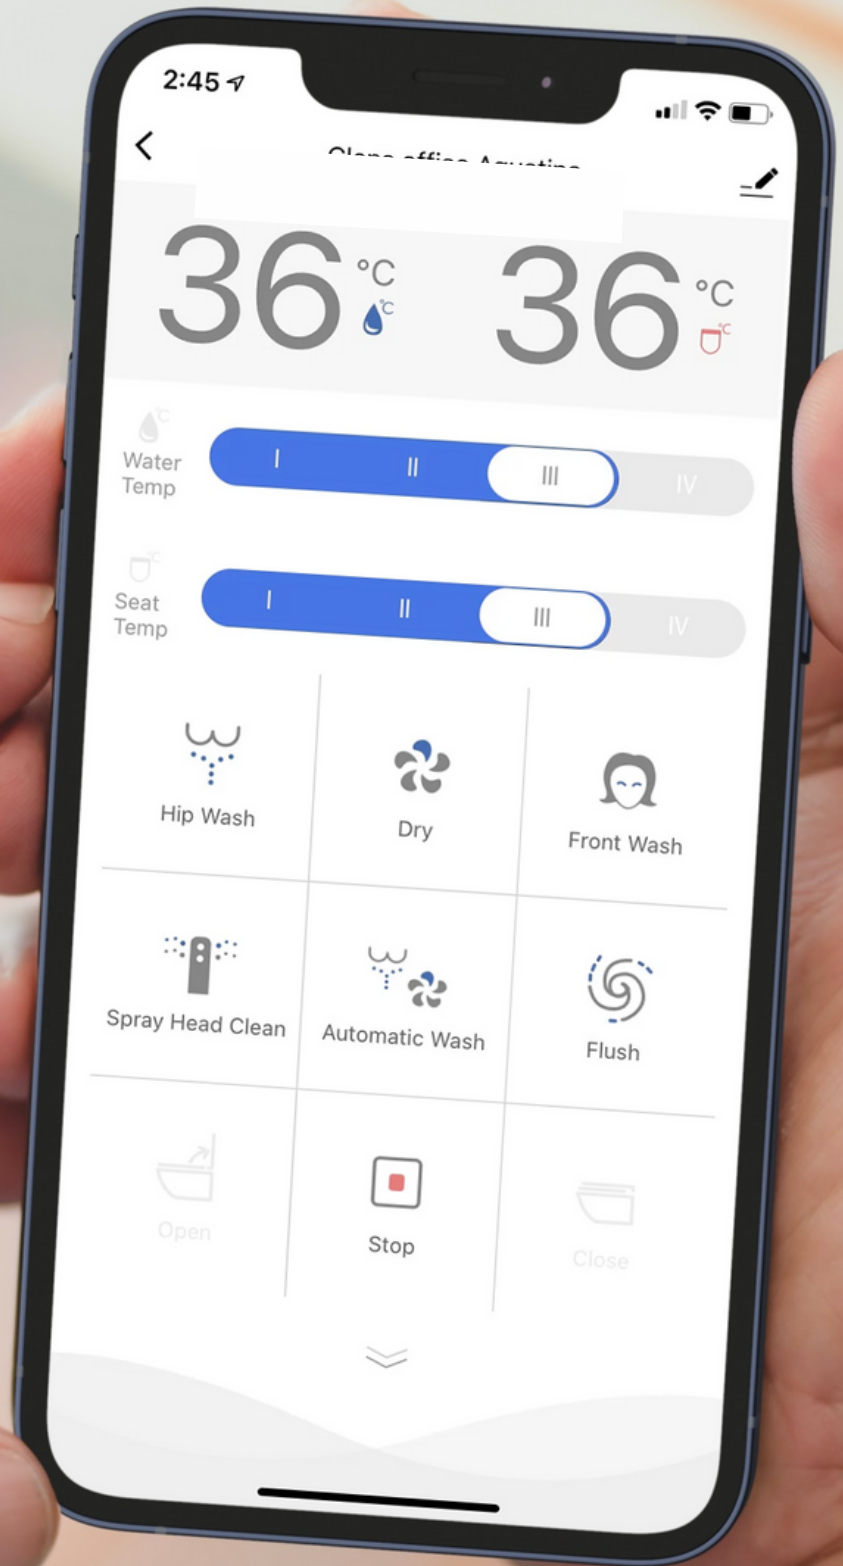 2:45
36 °C
°C
36 °C
°C
°C
Water
Temp
I II III IV
°C
Seat
Temp
I II III IV
Hip Wash
Dry
Front Wash
Spray Head Clean
Automatic Wash
Flush
Open
Stop
Close